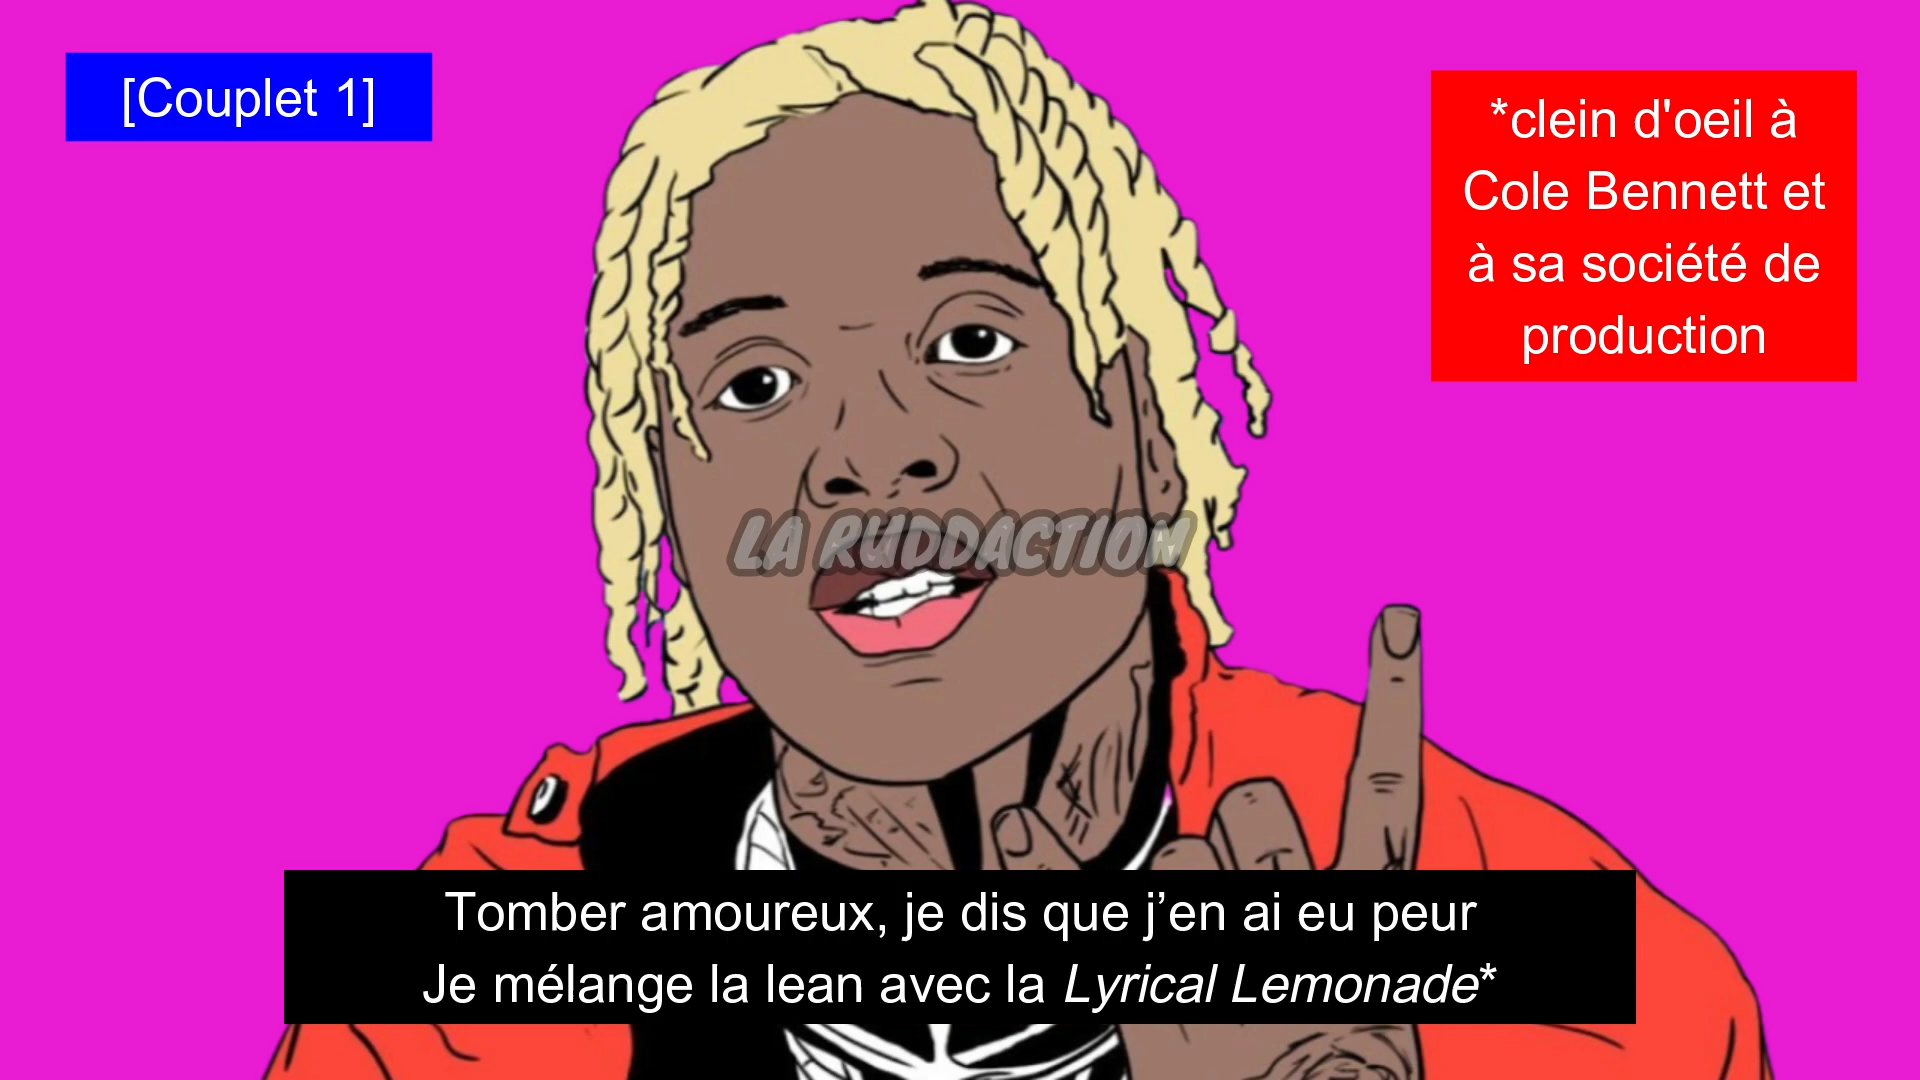 [Couplet 1]
*clein d'oeil à
Cole Bennett et
à sa société de
production
LA RUDDACTION
Tomber amoureux, je dis que j’en ai eu peur
Je mélange la lean avec la Lyrical Lemonade*